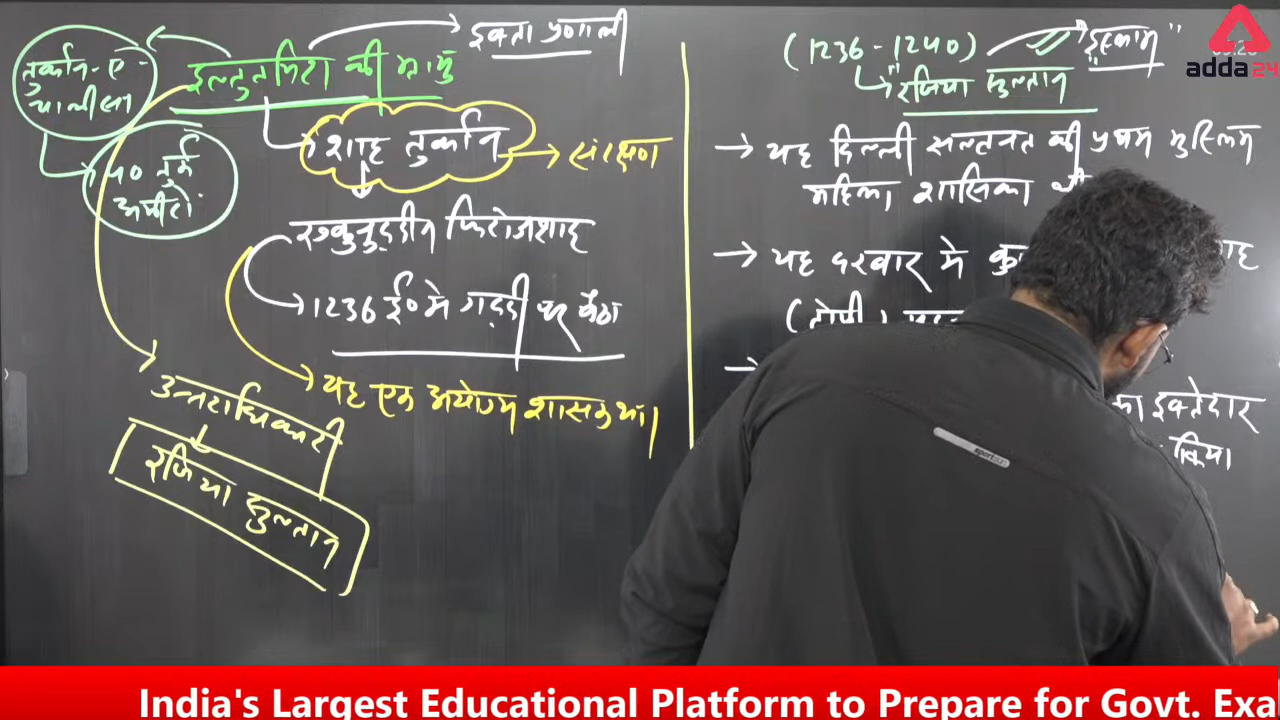 तुर्कान-ए-
चालीसा
40 तुर्क
अमीरों
इल्तुतमिश की मृत्यु
इक्ता प्रणाली
शाह तुर्कान
संरक्षण
रुकुनुद्दीन फिरोजशाह
1236 ई० में गद्दी पर बैठा
यह एक अयोग्य शासक था।
उत्तराधिकारी
रजिया सुल्तान
(1236 - 1240)
रजिया सुल्तान
यह दिल्ली सल्तनत की प्रथम मुस्लिम
महिला शासिका थी
यह दरबार मे
(टोपी)
इक्तेदार
किया
adda 24
India's Largest Educational Platform to Prepare for Govt. Exa